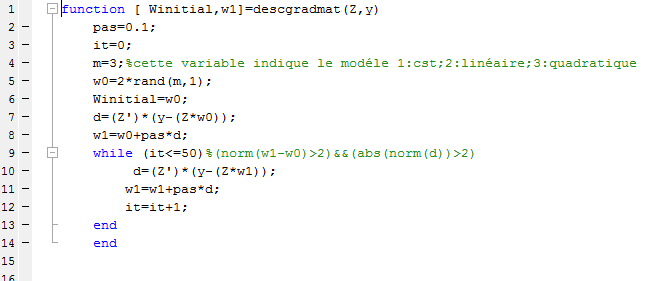 1 function [ Winitial,w1]=descgradmat(Z,y)
2 pas=0.1;
3 it=0;
4 m=3;%cette variable indique le modéle 1:cst;2:linéaire;3:quadratique
5 w0=2*rand(m,1);
6 Winitial=w0;
7 d=(Z')*(y-(Z*w0));
8 w1=w0+pas*d;
9 while (it<=50)%(norm(w1-w0)>2)&&(abs(norm(d))>2)
10 d=(Z')*(y-(Z*w1));
11 w1=w1+pas*d;
12 it=it+1;
13 end
14 end
15
16